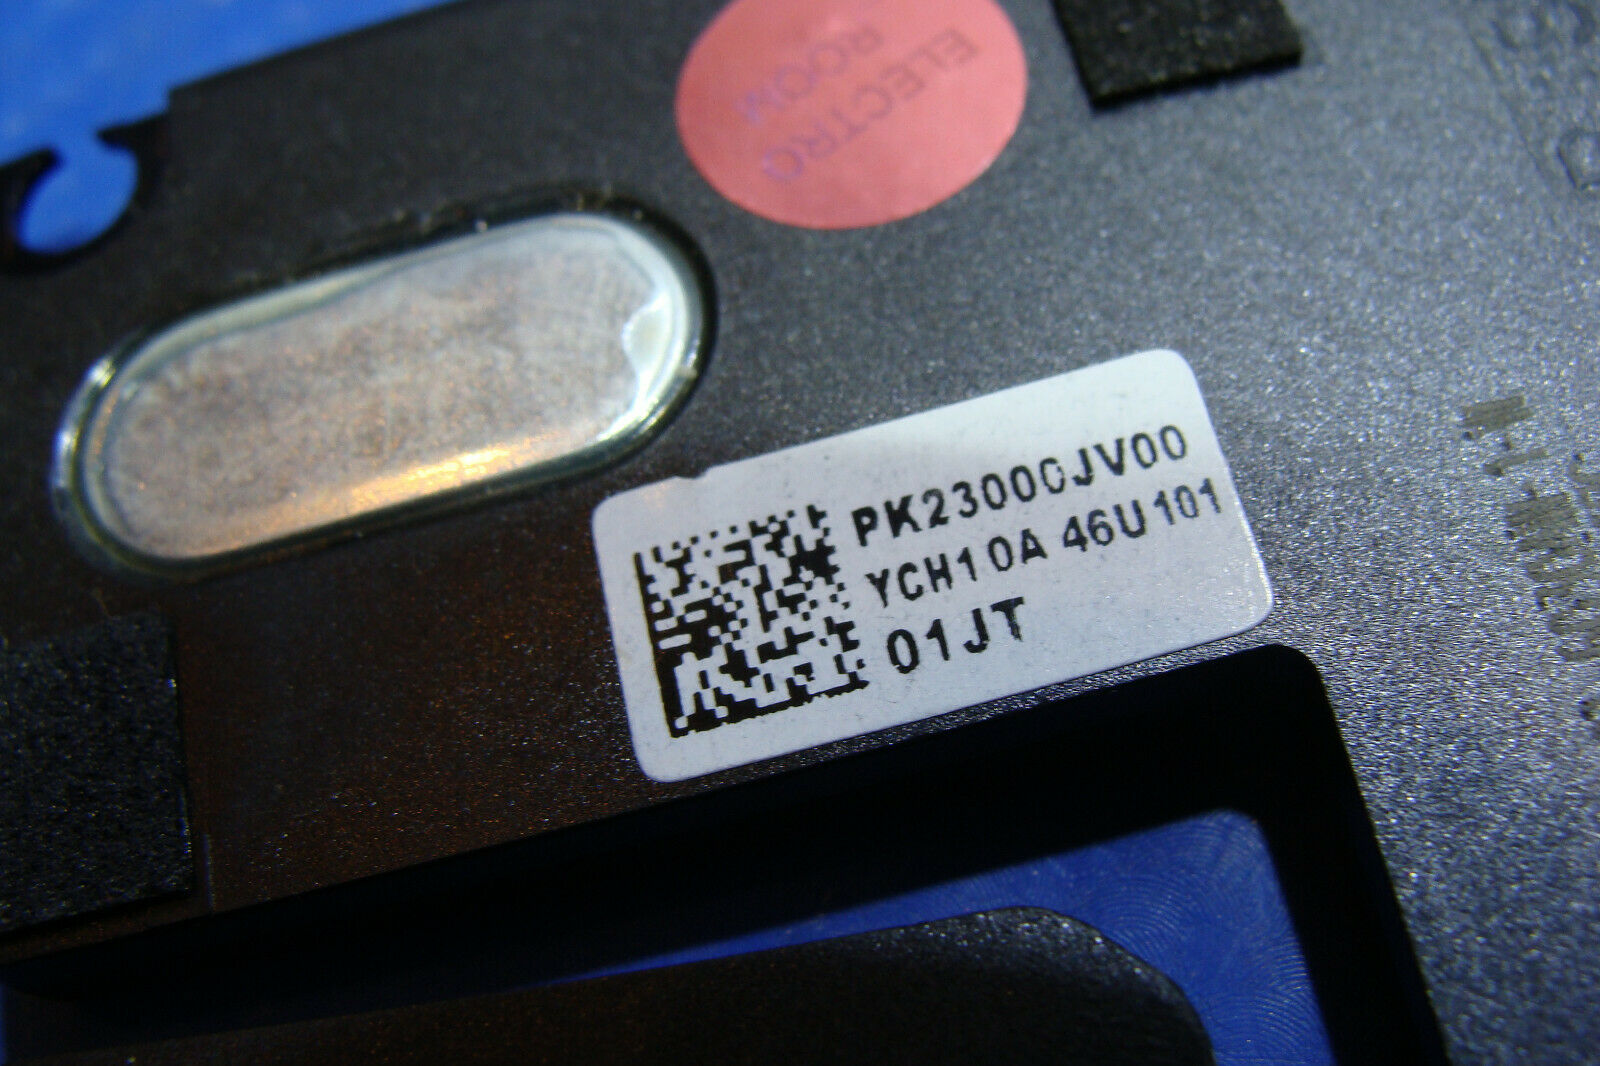 ELECTRO
ROOM
PK23000JV00
YCH10A 46U101
01JT